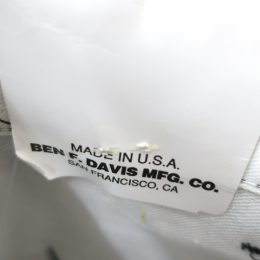 MADE IN U.S.A.
BEN F. DAVIS MFG. CO.
SAN FRANCISCO, CA